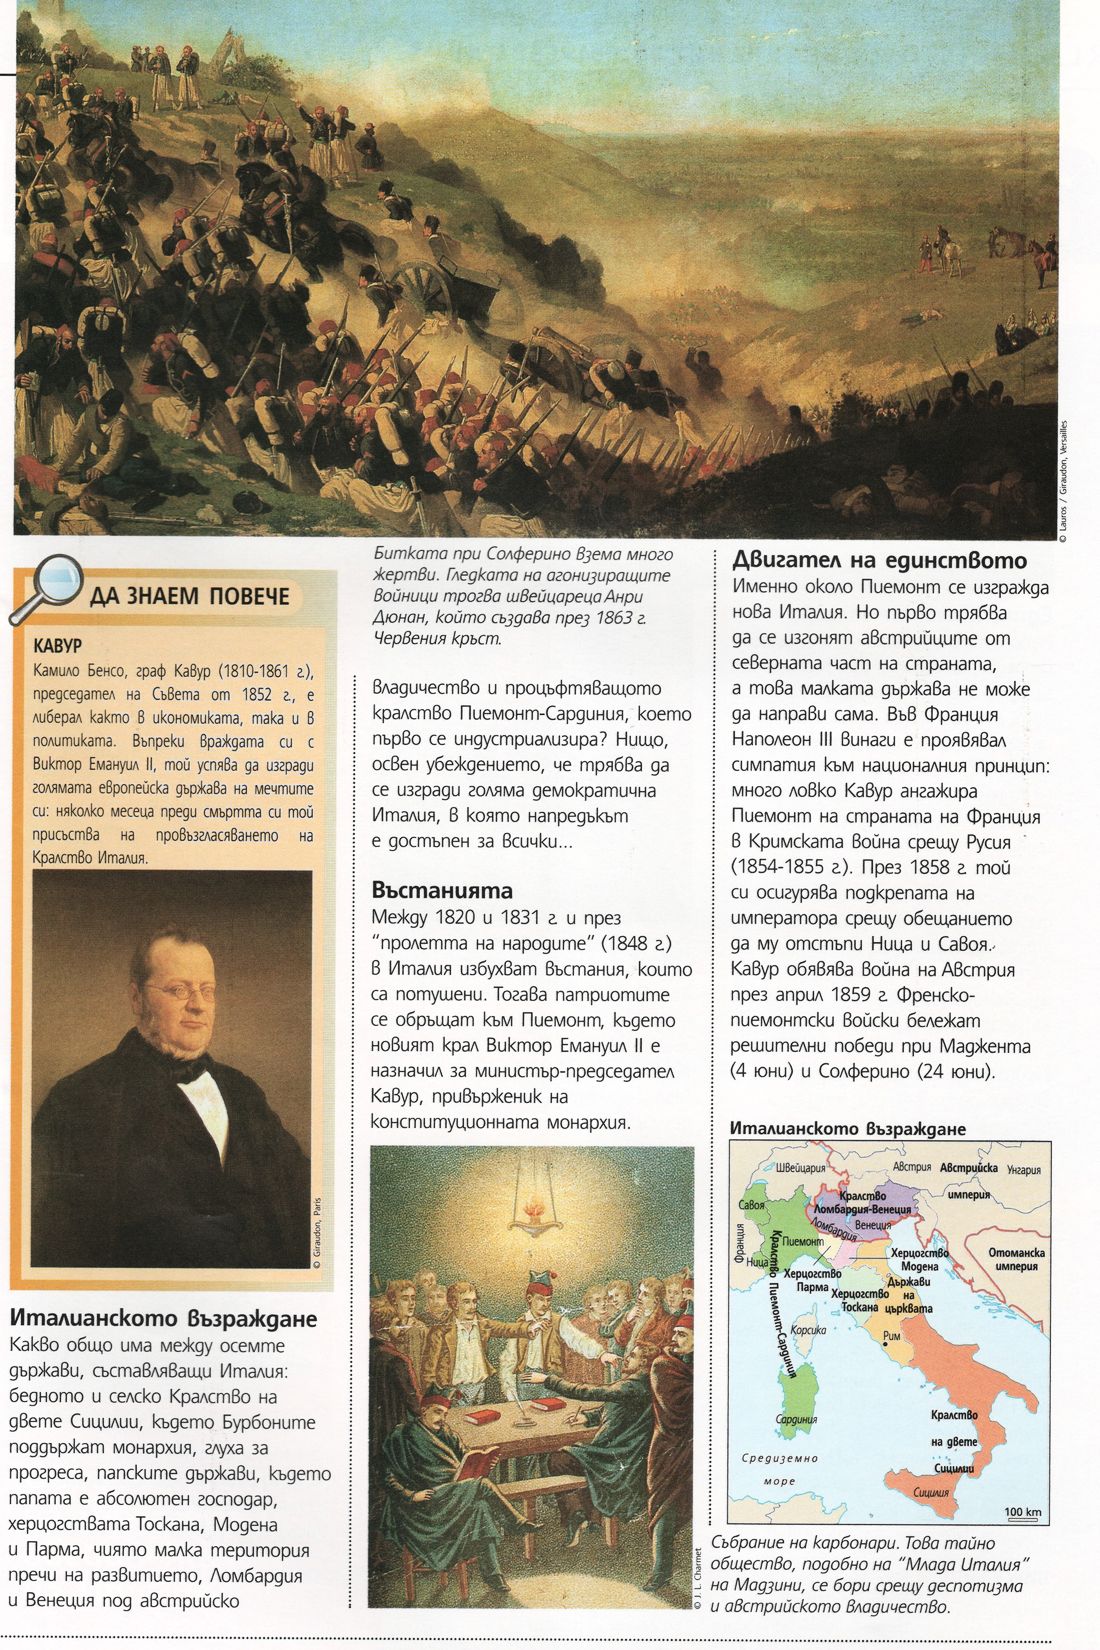 © Lauros / Giraudon, Versailles
ДА ЗНАЕМ ПОВЕЧЕ
КАВУР
Камило Бенсо, граф Кавур (1810-1861 г.),
председател на Съвета от 1852 г., е
либерал както в икономиката, така и в
политиката. Въпреки враждата си с
Виктор Емануил II, той успява да изгради
голямата европейска държава на мечтите
си: няколко месеца преди смъртта си той
присъства на провъзгласяването на
Кралство Италия.
© Giraudon, Paris
Италианското възраждане
Какво общо има между осемте
държави, съставляващи Италия:
бедното и селско Кралство на
двете Сицилии, където Бурбоните
поддържат монархия, глуха за
прогреса, папските държави, където
папата е абсолютен господар,
херцогствата Тоскана, Модена
и Парма, чиято малка територия
пречи на развитието, Ломбардия
и Венеция под австрийско
Битката при Солферино взема много
жертви. Гледката на агонизиращите
войници трогва швейцареца Анри
Дюнан, който създава през 1863 г.
Червения кръст.
владичество и процъфтяващото
кралство Пиемонт-Сардиния, което
първо се индустриализира? Нищо,
освен убеждението, че трябва да
се изгради голяма демократична
Италия, в която напредъкът
е достъпен за всички...
Въстанията
Между 1820 и 1831 г. и през
“пролетта на народите” (1848 г.)
в Италия избухват въстания, които
са потушени. Тогава патриотите
се обръщат към Пиемонт, където
новият крал Виктор Емануил II е
назначил за министър-председател
Кавур, привърженик на
конституционната монархия.
© J. L. Charmet
Двигател на единството
Именно около Пиемонт се изгражда
нова Италия. Но първо трябва
да се изгонят австрийците от
северната част на страната,
а това малката държава не може
да направи сама. Във Франция
Наполеон III винаги е проявявал
симпатия към националния принцип:
много ловко Кавур ангажира
Пиемонт на страната на Франция
в Кримската война срещу Русия
(1854-1855 г.). През 1858 г. той
си осигурява подкрепата на
императора срещу обещанието
да му отстъпи Ница и Савоя.
Кавур обявява война на Австрия
през април 1859 г. Френско-
пиемонтски войски бележат
решителни победи при Маджента
(4 юни) и Солферино (24 юни).
Италианското възраждане
Швейцария
Австрия
Австрийска
империя
Унгария
Савоя
Кралство
Ломбардия-Венеция
Ломбардия
Венеция
Франция
Пиемонт
Ница
Кралство Пиемонт-Сардиния
Херцогство
Парма
Херцогство
Модена
Отоманска
империя
Херцогство
Тоскана
Държави
на
църквата
Корсика
Рим
Сардиния
Кралство
на двете
Сицилии
Средиземно
море
Сицилия
100 km
Събрание на карбонари. Това тайно
общество, подобно на “Млада Италия”
на Мадзини, се бори срещу деспотизма
и австрийското владичество.